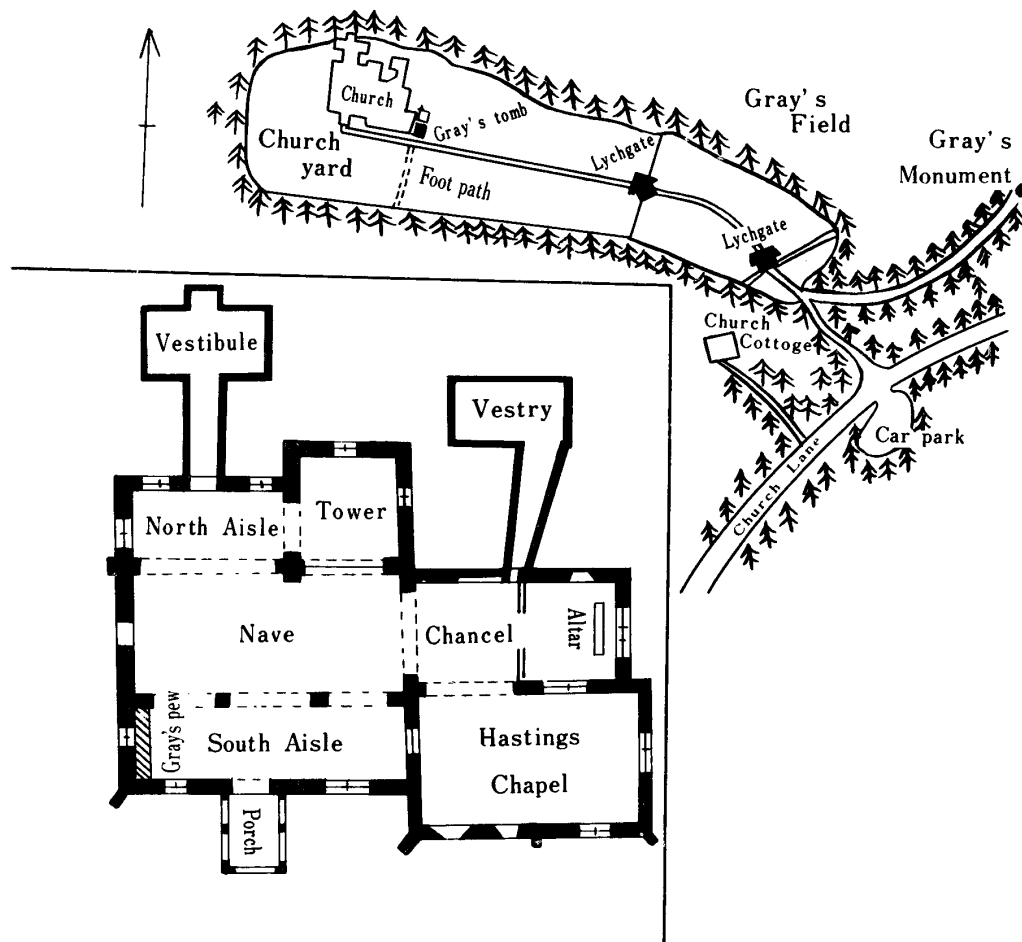 Church
Gray's tomb
Church
yard
Foot path
Lychgate
Gray's
Field
Gray's
Monument
Lychgate
Church
Cottoge
Car park
Church Lane
Vestibule
Vestry
North Aisle
Tower
Nave
Chancel
Altar
Gray's pew
South Aisle
Hastings
Chapel
Porch